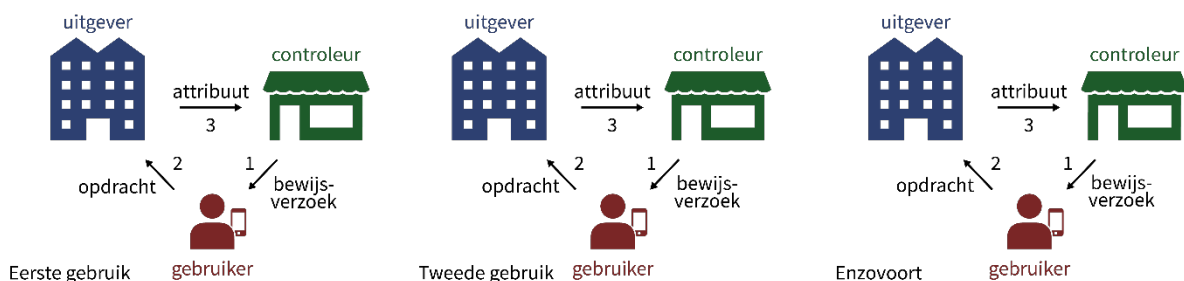 uitgever
controleur
attribuut
3
2
1
opdracht
bewijs-
verzoek
Eerste gebruik
gebruiker
uitgever
controleur
attribuut
3
2
1
opdracht
bewijs-
verzoek
Tweede gebruik
gebruiker
uitgever
controleur
attribuut
3
2
1
opdracht
bewijs-
verzoek
Enzovoort
gebruiker